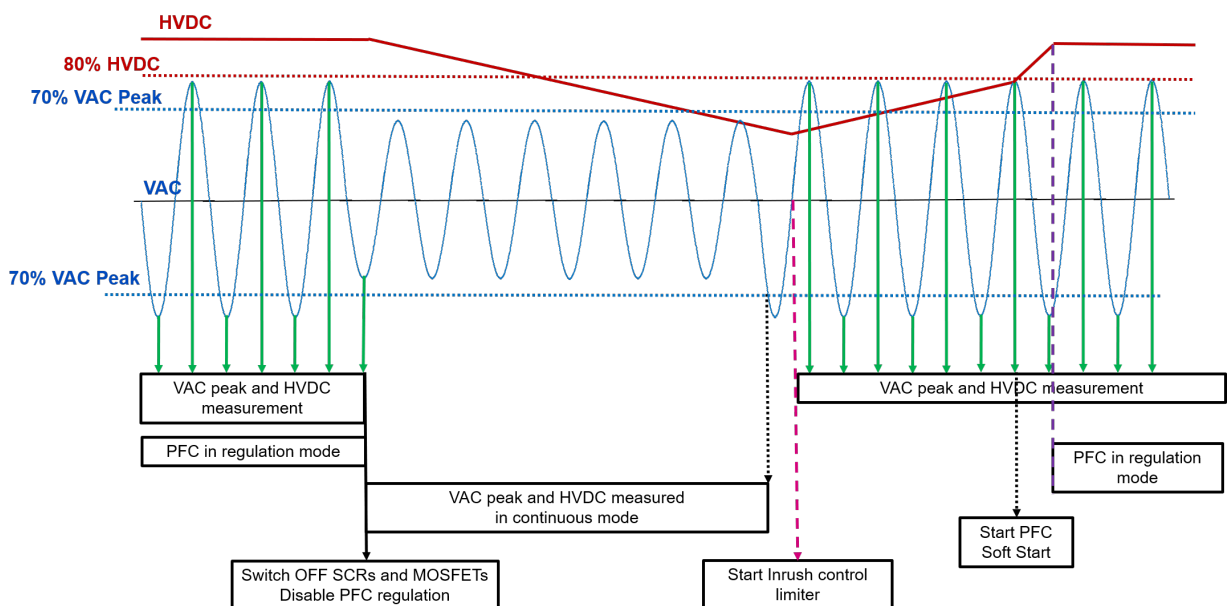 HVDC
80% HVDC
70% VAC Peak
VAC
70% VAC Peak
VAC peak and HVDC
measurement
VAC peak and HVDC measurement
PFC in regulation mode
PFC in regulation
mode
VAC peak and HVDC measured
in continuous mode
Start PFC
Soft Start
Switch OFF SCRs and MOSFETs
Disable PFC regulation
Start Inrush control
limiter